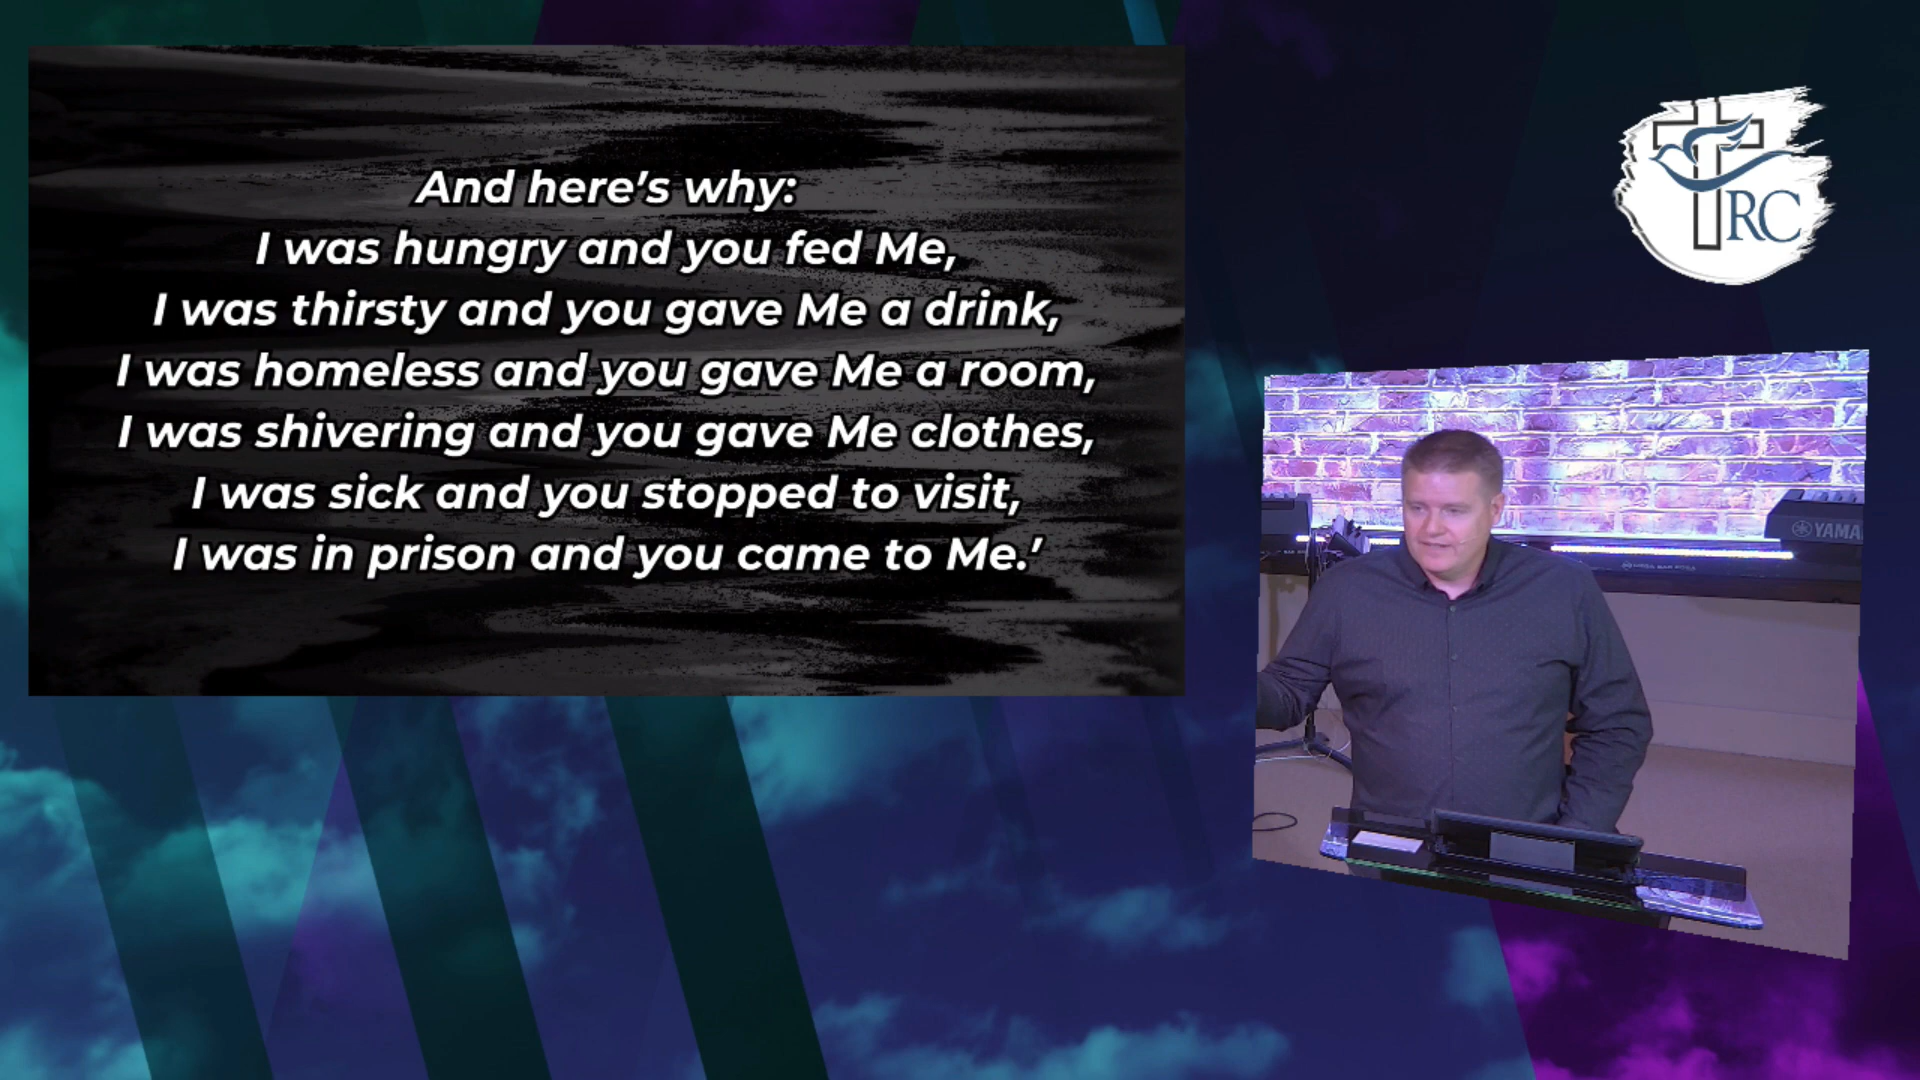 And here's why:
I was hungry and you fed Me,
I was thirsty and you gave Me a drink,
I was homeless and you gave Me a room,
I was shivering and you gave Me clothes,
I was sick and you stopped to visit,
I was in prison and you came to Me.'
RC
YAMA